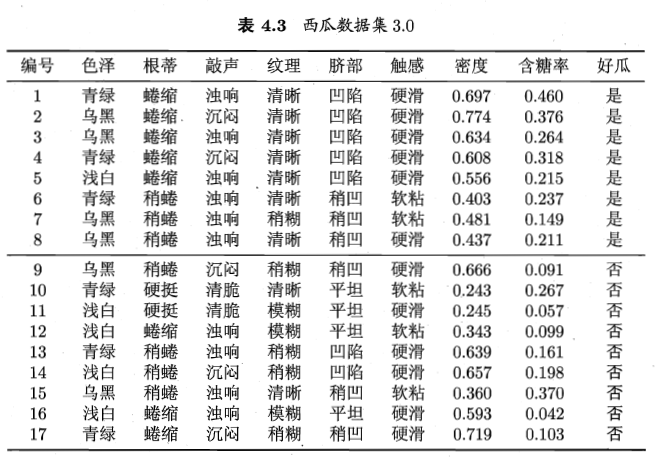 表 4.3 西瓜数据集 3.0
编号 色泽 根蒂 敲声 纹理 脐部 触感 密度 含糖率 好瓜
1 青绿 蜷缩 浊响 清晰 凹陷 硬滑 0.697 0.460 是
2 乌黑 蜷缩 沉闷 清晰 凹陷 硬滑 0.774 0.376 是
3 乌黑 蜷缩 浊响 清晰 凹陷 硬滑 0.634 0.264 是
4 青绿 蜷缩 沉闷 清晰 凹陷 硬滑 0.608 0.318 是
5 浅白 蜷缩 浊响 清晰 凹陷 硬滑 0.556 0.215 是
6 青绿 稍蜷 浊响 清晰 稍凹 软粘 0.403 0.237 是
7 乌黑 稍蜷 浊响 稍糊 稍凹 软粘 0.481 0.149 是
8 乌黑 稍蜷 浊响 清晰 稍凹 硬滑 0.437 0.211 是
9 乌黑 稍蜷 沉闷 稍糊 稍凹 硬滑 0.666 0.091 否
10 青绿 硬挺 清脆 清晰 平坦 软粘 0.243 0.267 否
11 浅白 硬挺 清脆 模糊 平坦 硬滑 0.245 0.057 否
12 浅白 蜷缩 浊响 模糊 平坦 软粘 0.343 0.099 否
13 青绿 稍蜷 浊响 稍糊 凹陷 硬滑 0.639 0.161 否
14 浅白 稍蜷 沉闷 稍糊 凹陷 硬滑 0.657 0.198 否
15 乌黑 稍蜷 浊响 清晰 稍凹 软粘 0.360 0.370 否
16 浅白 蜷缩 浊响 模糊 平坦 硬滑 0.593 0.042 否
17 青绿 蜷缩 沉闷 稍糊 稍凹 硬滑 0.719 0.103 否